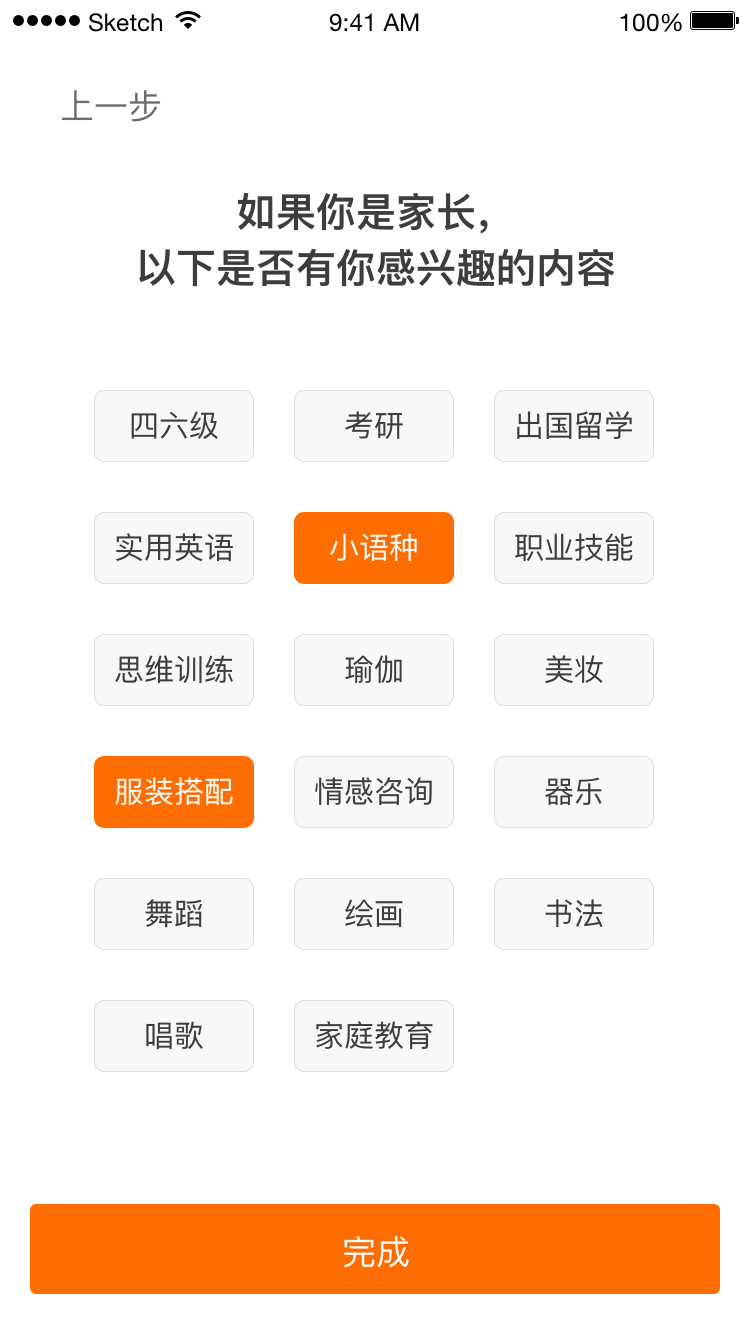 ●●●●● Sketch 9:41 AM 100%
上一步
如果你是家长，
以下是否有你感兴趣的内容
四六级 考研 出国留学
实用英语 小语种 职业技能
思维训练 瑜伽 美妆
服装搭配 情感咨询 器乐
舞蹈 绘画 书法
唱歌 家庭教育
完成